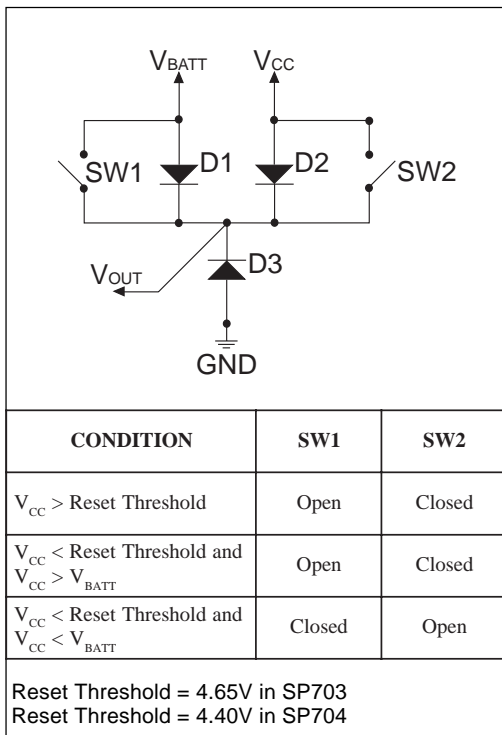 VBATT VCC
SW1 D1 D2 SW2
VOUT D3
GND
CONDITION SW1 SW2
VCC > Reset Threshold Open Closed
VCC < Reset Threshold and
VCC > VBATT Open Closed
VCC < Reset Threshold and
VCC < VBATT Closed Open
Reset Threshold = 4.65V in SP703
Reset Threshold = 4.40V in SP704